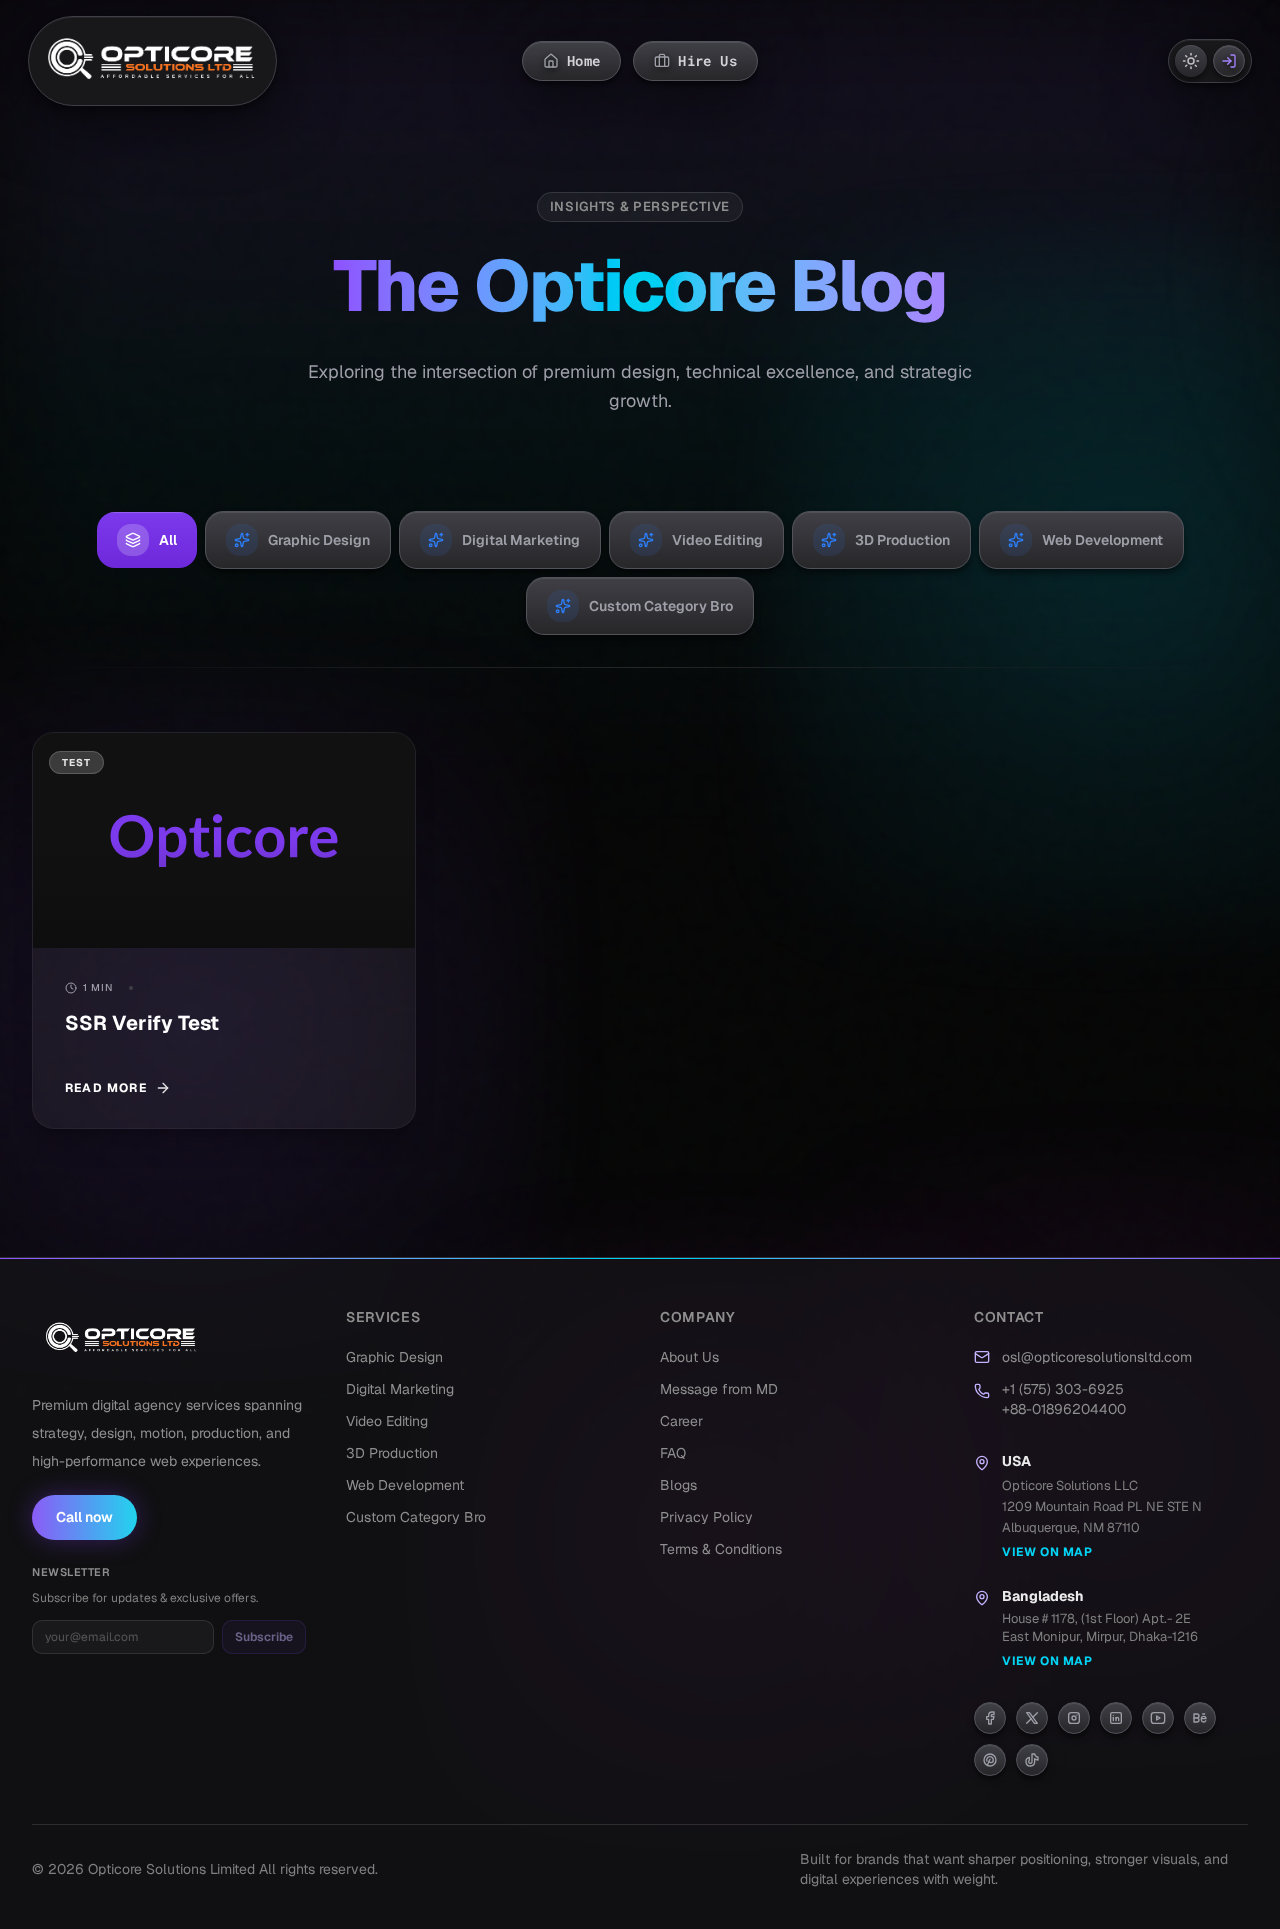 OPTICORE
SOLUTIONS LTD
AFFORDABLE SERVICES FOR ALL
Home
Hire Us
INSIGHTS & PERSPECTIVE
The Opticore Blog
Exploring the intersection of premium design, technical excellence, and strategic
growth.
All
Graphic Design
Digital Marketing
Video Editing
3D Production
Web Development
Custom Category Bro
TEST
Opticore
1 MIN
SSR Verify Test
READ MORE
OPTICORE
SOLUTIONS LTD
AFFORDABLE SERVICES FOR ALL
Premium digital agency services spanning
strategy, design, motion, production, and
high-performance web experiences.
Call now
NEWSLETTER
Subscribe for updates & exclusive offers.
your@email.com
Subscribe
SERVICES
Graphic Design
Digital Marketing
Video Editing
3D Production
Web Development
Custom Category Bro
COMPANY
About Us
Message from MD
Career
FAQ
Blogs
Privacy Policy
Terms & Conditions
CONTACT
osl@opticoresolutionsltd.com
+1 (575) 303-6925
+88-01896204400
USA
Opticore Solutions LLC
1209 Mountain Road PL NE STE N
Albuquerque, NM 87110
VIEW ON MAP
Bangladesh
House # 1178, (1st Floor) Apt.- 2E
East Monipur, Mirpur, Dhaka-1216
VIEW ON MAP
© 2026 Opticore Solutions Limited All rights reserved.
Built for brands that want sharper positioning, stronger visuals, and
digital experiences with weight.